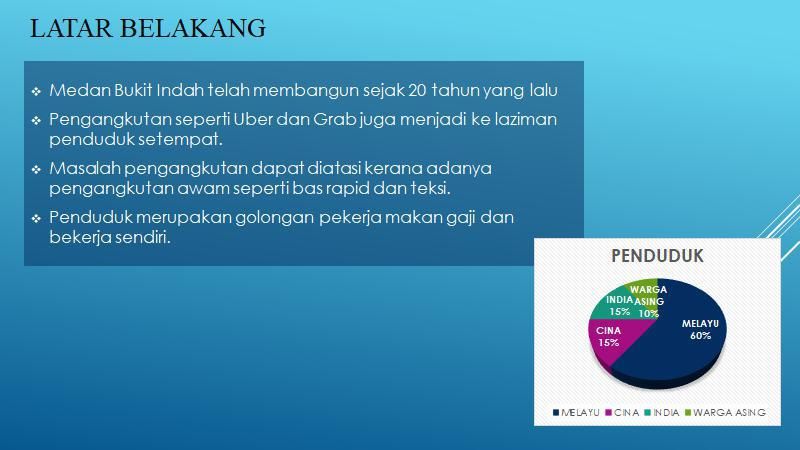 LATAR BELAKANG
❖ Medan Bukit Indah telah membangun sejak 20 tahun yang lalu
❖ Pengangkutan seperti Uber dan Grab juga menjadi ke laziman
penduduk setempat.
❖ Masalah pengangkutan dapat diatasi kerana adanya
pengangkutan awam seperti bas rapid dan teksi.
❖ Penduduk merupakan golongan pekerja makan gaji dan
bekerja sendiri.
PENDUDUK
WARGA
ASING
10%
INDIA
15%
CINA
15%
MELAYU
60%
MELAYU CINA INDIA WARGA ASING